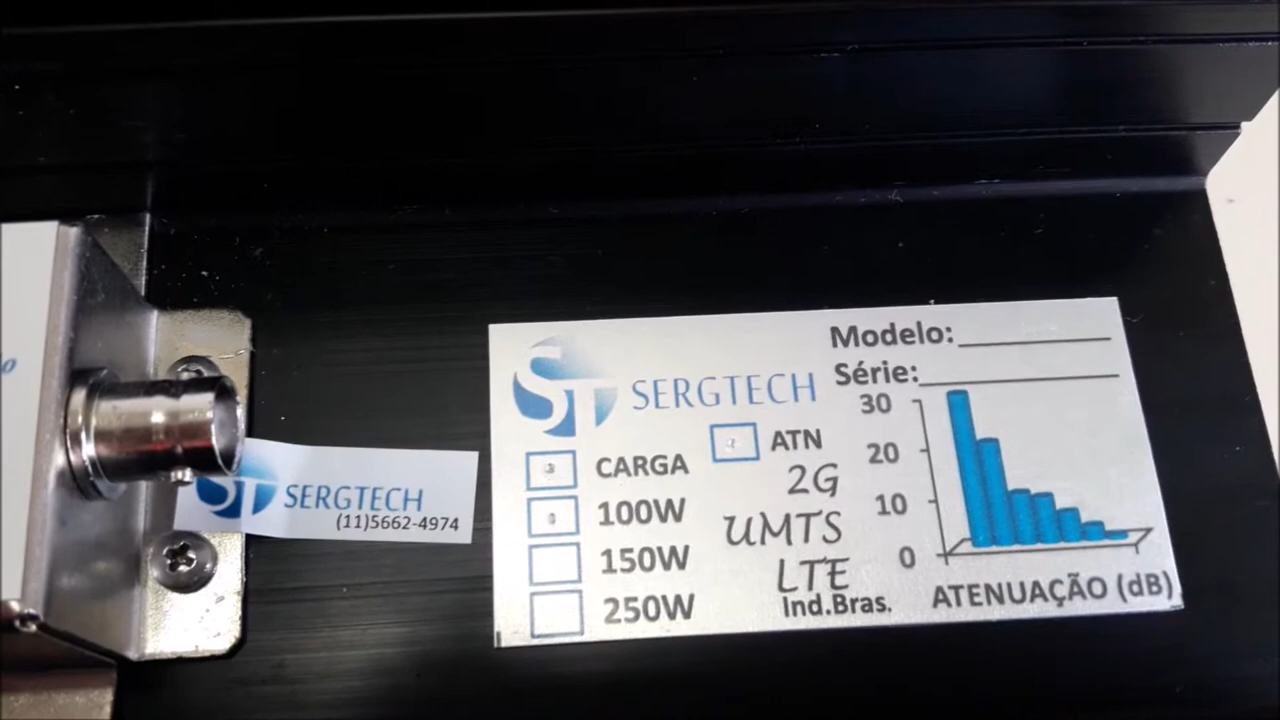 SERGTECH
(11)5662-4974
ST SERGTECH
Modelo:
Série:
ATN
CARGA
100W
150W
250W
2G
UMTS
LTE
Ind.Bras.
30
20
10
0
ATENUAÇÃO (dB)